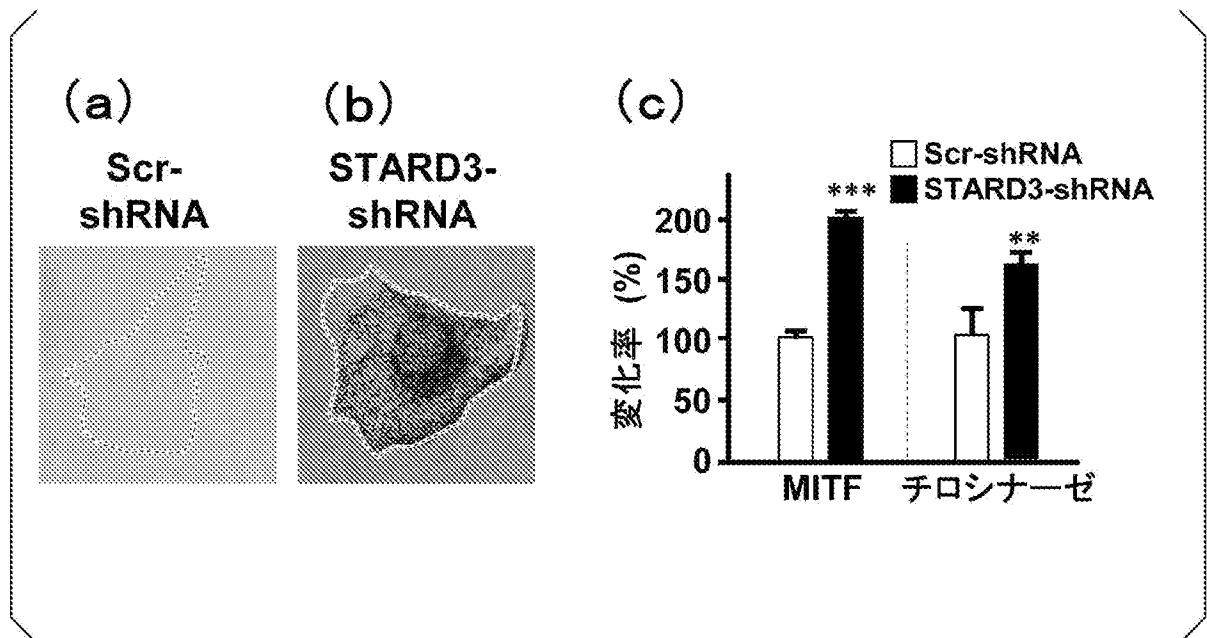 (a)
Scr-
shRNA
(b)
STARD3-
shRNA
(c)
Scr-shRNA
STARD3-shRNA
変化率 (%)
200
150
100
50
0
***
**
MITF
チロシナーゼ